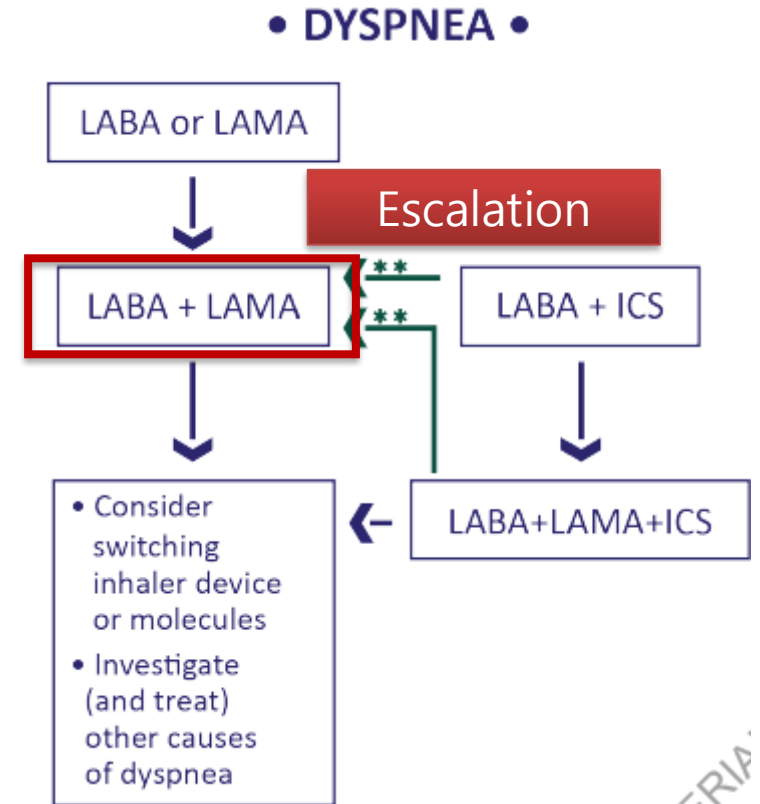 • DYSPNEA •
LABA or LAMA
Escalation
LABA + LAMA
**
**
LABA + ICS
• Consider
switching
inhaler device
or molecules
• Investigate
(and treat)
other causes
of dyspnea
LABA+LAMA+ICS